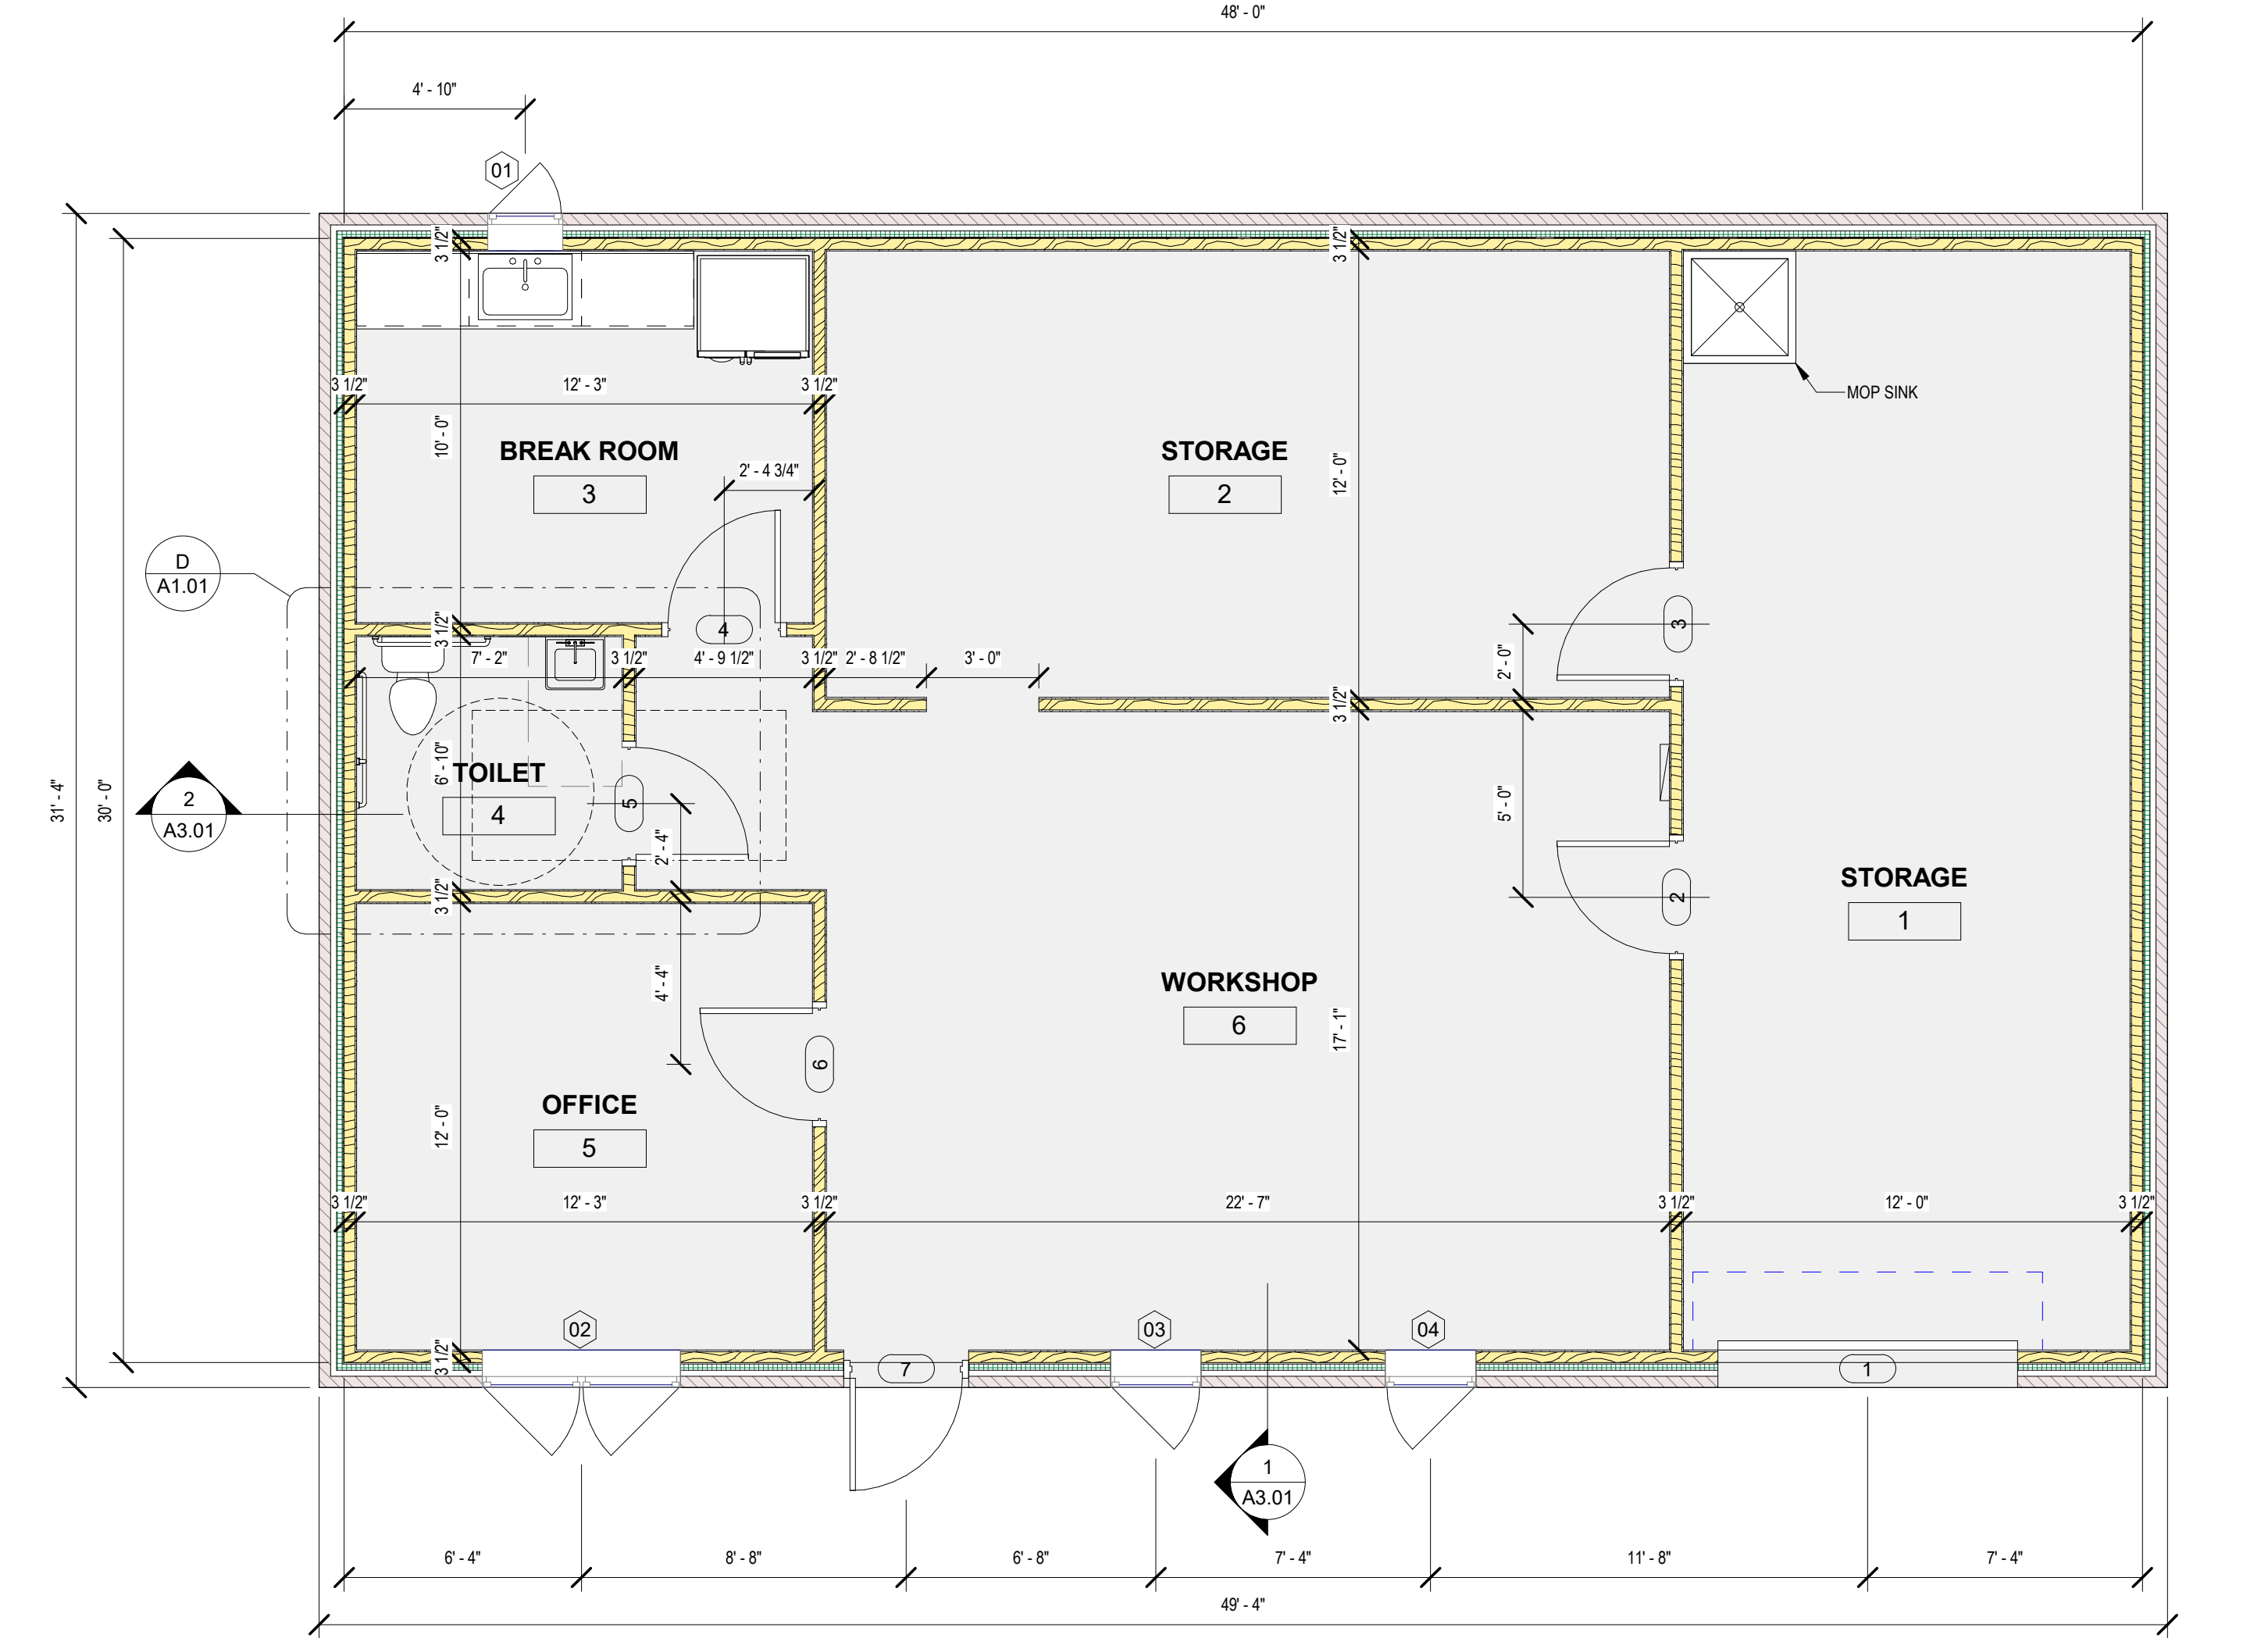 48' - 0"
4' - 10"
01
3 1/2"
3 1/2"
3 1/2"
12' - 3"
3 1/2"
MOP SINK
10' - 0"
BREAK ROOM
3
2' - 4 3/4"
STORAGE
2
12' - 0"
D
A1.01
4
3
3 1/2"
7' - 2"
3 1/2"
4' - 9 1/2"
3 1/2"
2' - 8 1/2"
3' - 0"
2' - 0"
3 1/2"
31' - 4"
30' - 0"
2
A3.01
6' - 10"
TOILET
4
5
2' - 4"
5' - 0"
2
STORAGE
1
3 1/2"
4' - 4"
WORKSHOP
6
17' - 1"
6
OFFICE
5
12' - 0"
3 1/2"
12' - 3"
3 1/2"
22' - 7"
3 1/2"
12' - 0"
3 1/2"
02
03
04
3 1/2"
7
1
1
A3.01
6' - 4"
8' - 8"
6' - 8"
7' - 4"
11' - 8"
7' - 4"
49' - 4"